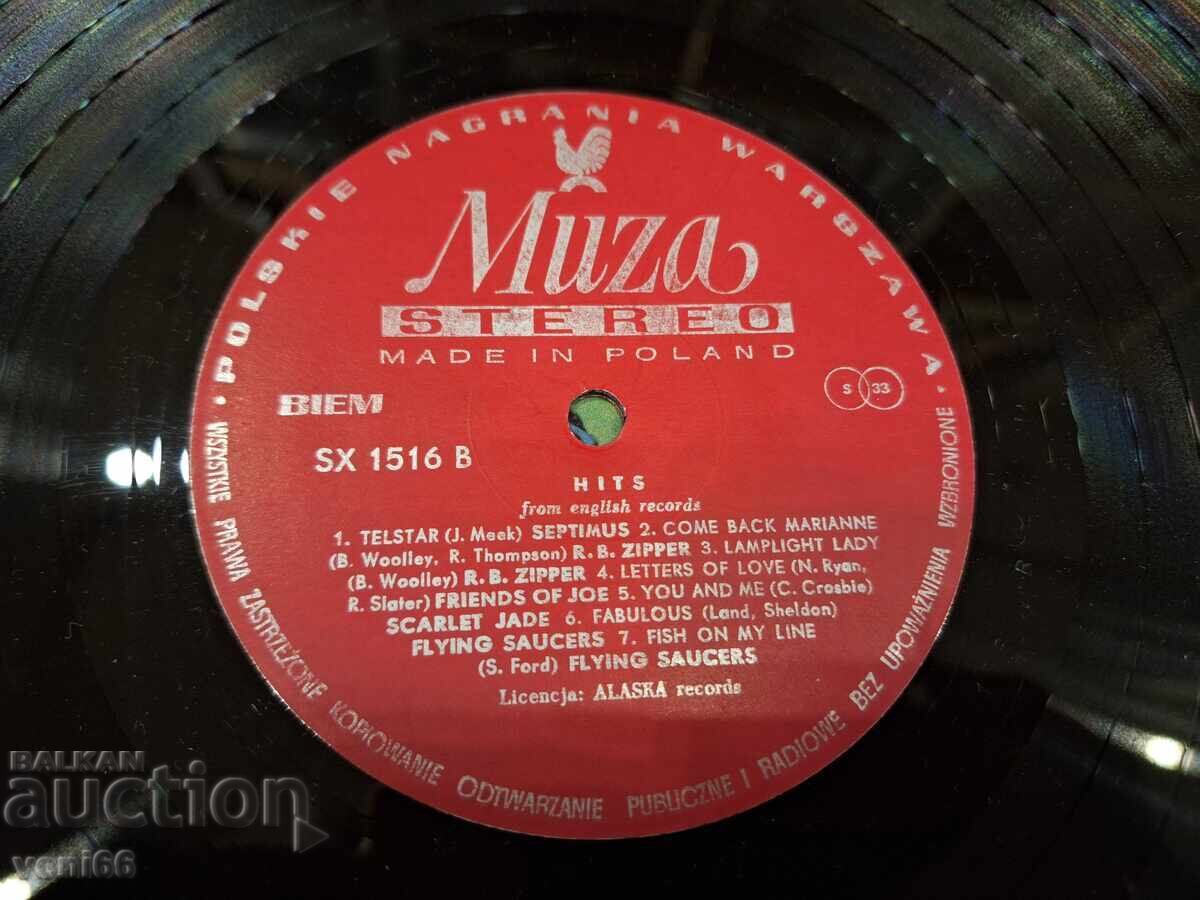 · POLSKIE NAGRANIA WARSZAWA ·
Muza
STEREO
MADE IN POLAND
BIEM
S 33
SX 1516 B
HITS
from english records
1. TELSTAR (J. Meek) SEPTIMUS 2. COME BACK MARIANNE
(B. Woolley, R. Thompson) R. B. ZIPPER 3. LAMPLIGHT LADY
(B. Woolley) R. B. ZIPPER 4. LETTERS OF LOVE (N. Ryan,
R. Slater) FRIENDS OF JOE 5. YOU AND ME (C. Crosbie)
SCARLET JADE 6. FABULOUS (Land, Sheldon)
FLYING SAUCERS 7. FISH ON MY LINE
(S. Ford) FLYING SAUCERS
Licencja: ALASKA records
WSZYSTKIE PRAWA ZASTRZEŻONE KOPIOWANIE ODTWARZANIE PUBLICZNE I RADIOWE BEZ UPOWAŻNIENIA WZBRONIONE
BALKAN
auction
veni66